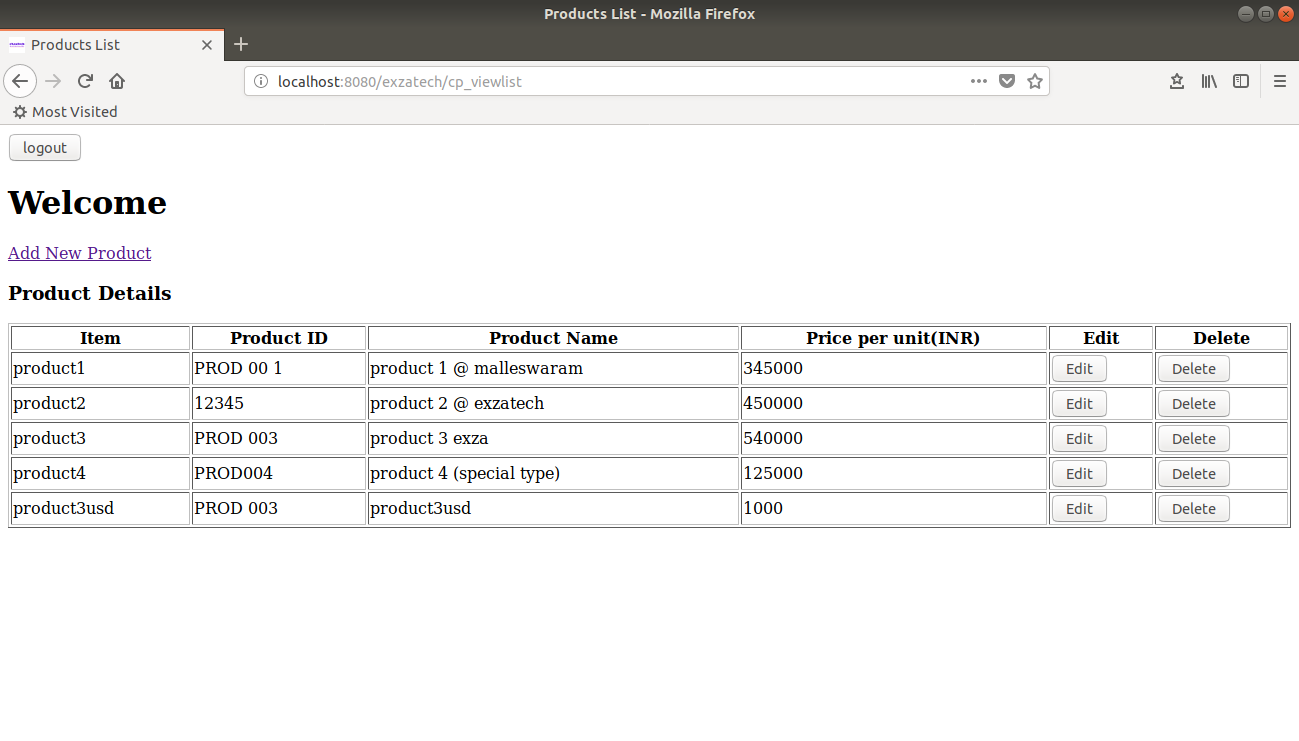 Products List - Mozilla Firefox
Products List
localhost:8080/exzatech/cp_viewlist
Most Visited
logout
Welcome
Add New Product
Product Details
Item Product ID Product Name Price per unit(INR) Edit Delete
product1 PROD 00 1 product 1 @ malleswaram 345000 Edit Delete
product2 12345 product 2 @ exzatech 450000 Edit Delete
product3 PROD 003 product 3 exza 540000 Edit Delete
product4 PROD004 product 4 (special type) 125000 Edit Delete
product3usd PROD 003 product3usd 1000 Edit Delete